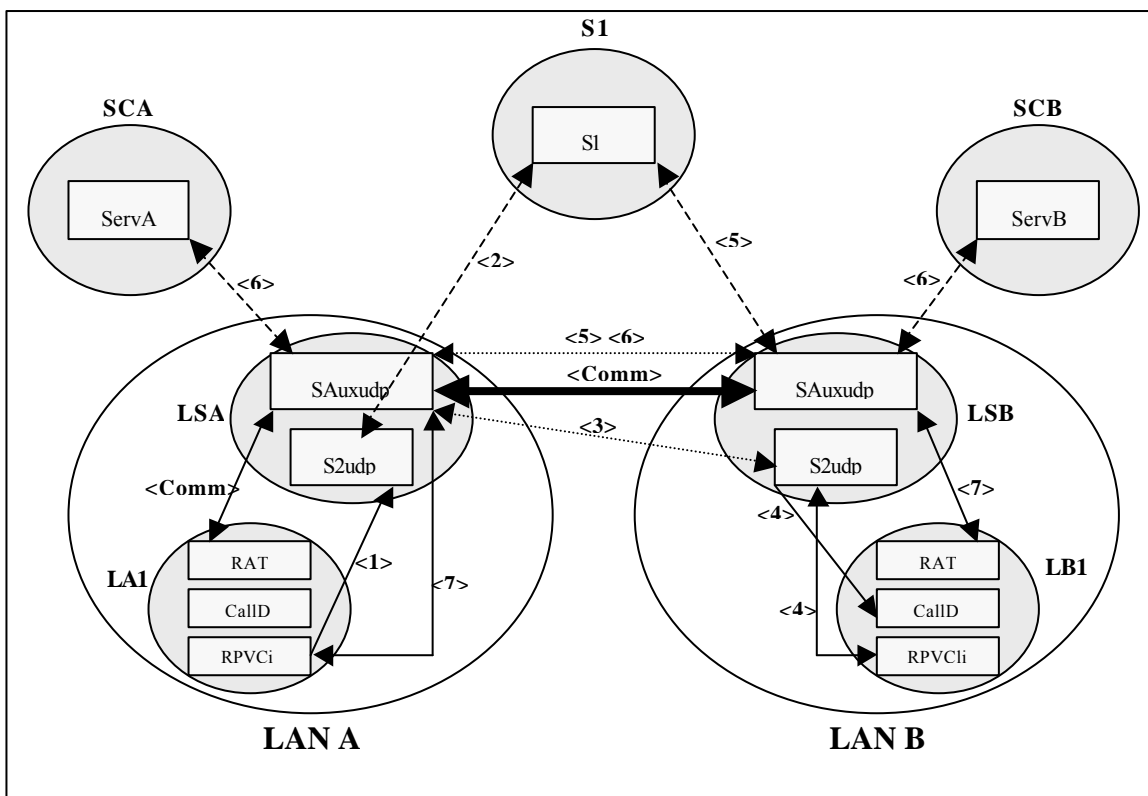 S1
SCA
SCB
Sl
ServA
ServB
<2>
<5>
<6>
<6>
<5> <6>
<Comm>
SAuxudp
SAuxudp
LSA
LSB
<3>
S2udp
S2udp
<Comm>
<7>
<4>
<1>
LA1
RAT
RAT
LB1
<7>
CallD
<4>
CallD
RPVCi
RPVCli
LAN A
LAN B